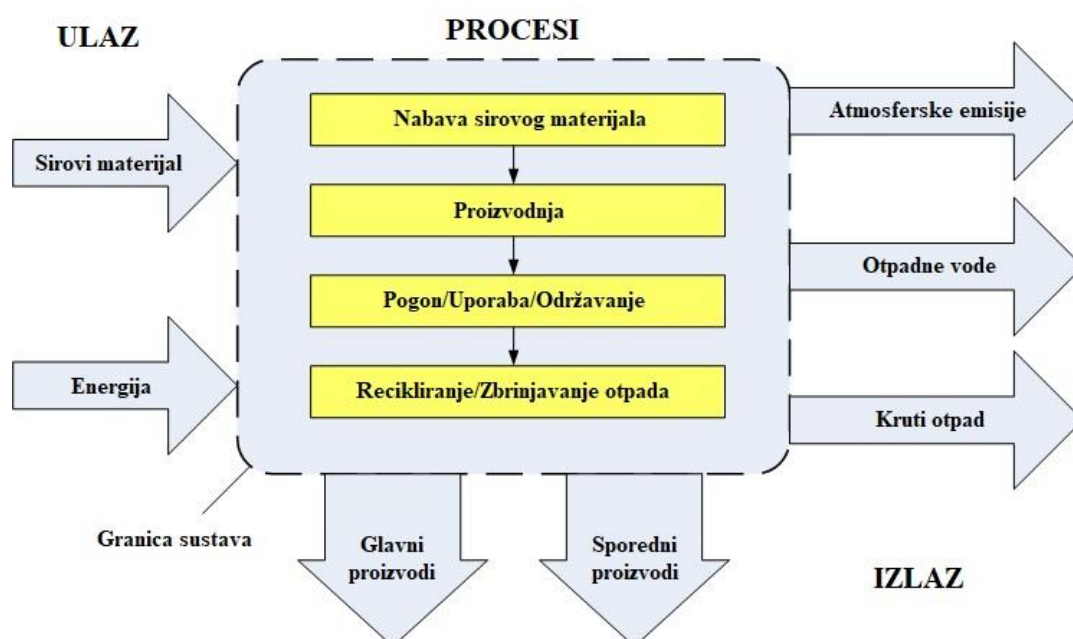 ULAZ
PROCESI
Sirovi materijal
Energija
Granica sustava
Nabava sirovog materijala
Proizvodnja
Pogon/Uporaba/Održavanje
Recikliranje/Zbrinjavanje otpada
Glavni
proizvodi
Sporedni
proizvodi
Atmosferske emisije
Otpadne vode
Kruti otpad
IZLAZ